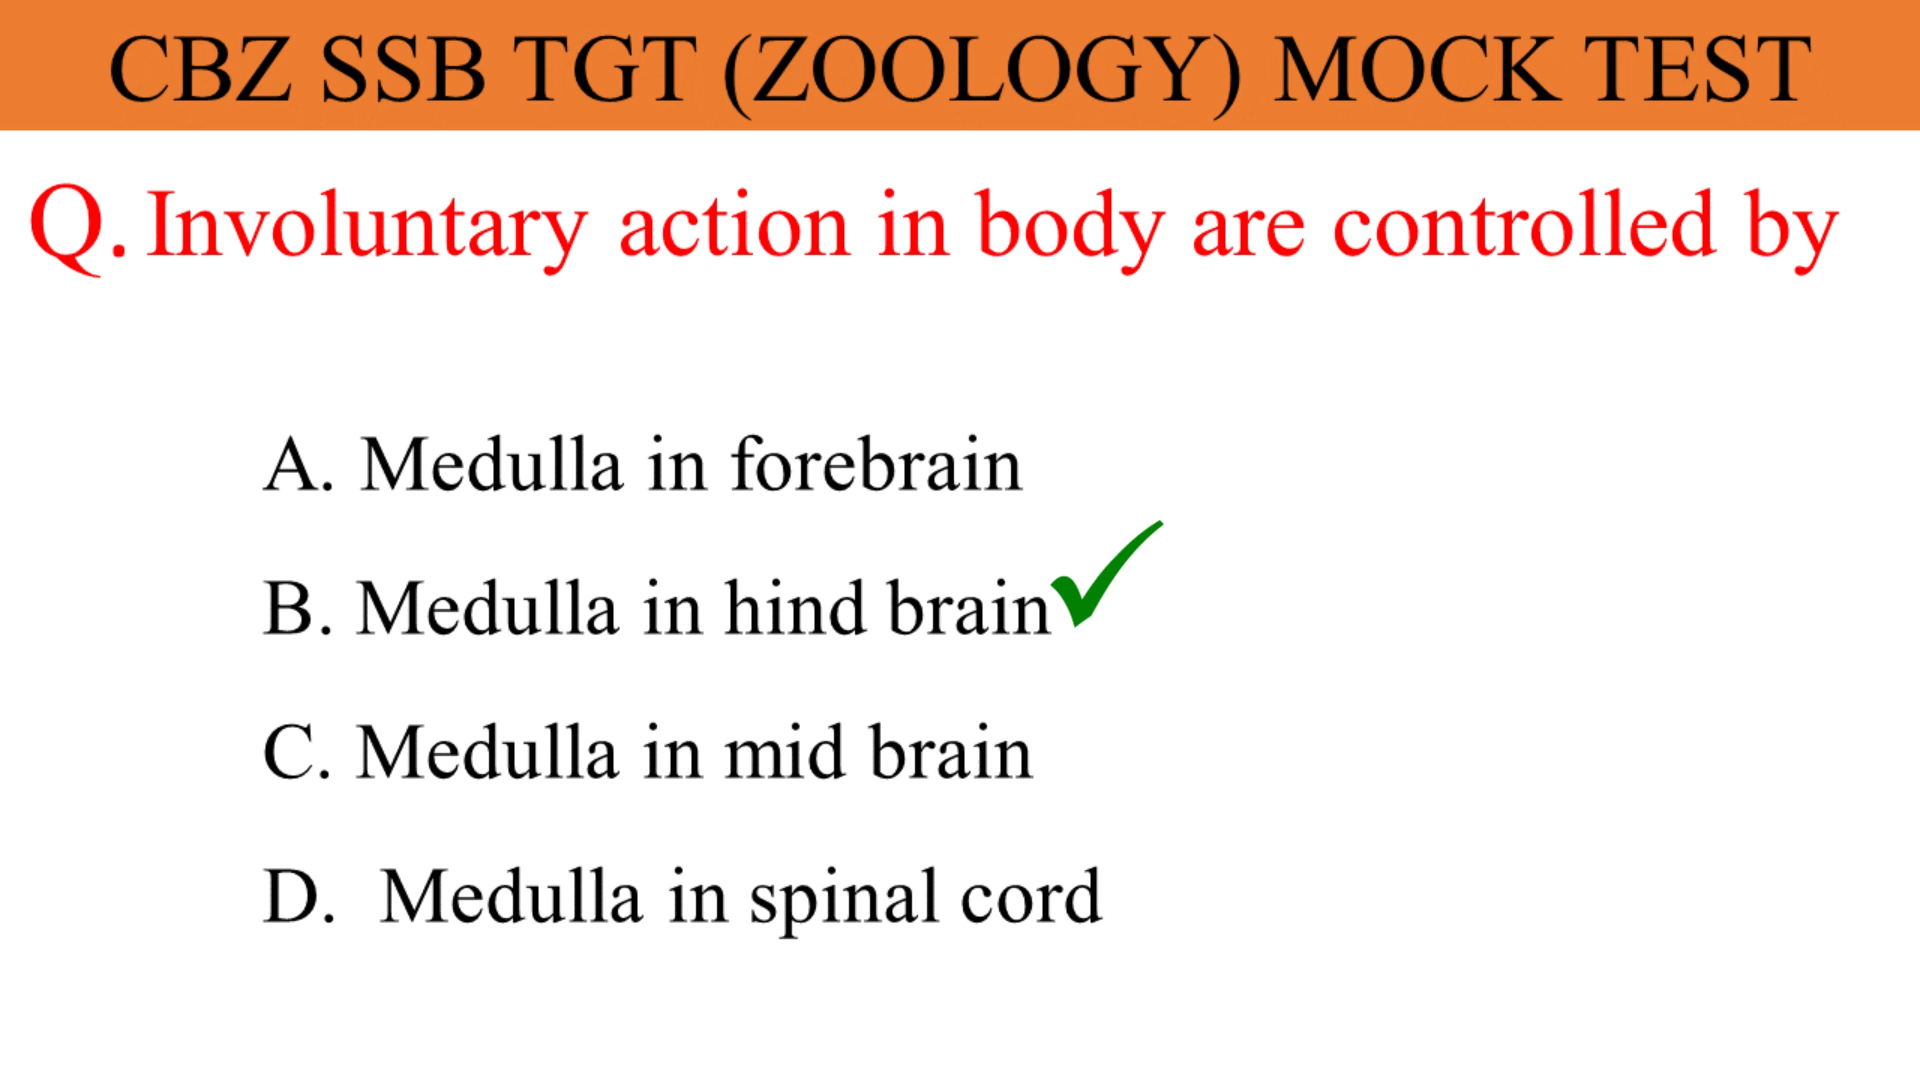 CBZ SSB TGT (ZOOLOGY) MOCK TEST
Q. Involuntary action in body are controlled by
A. Medulla in forebrain
B. Medulla in hind brain
C. Medulla in mid brain
D. Medulla in spinal cord